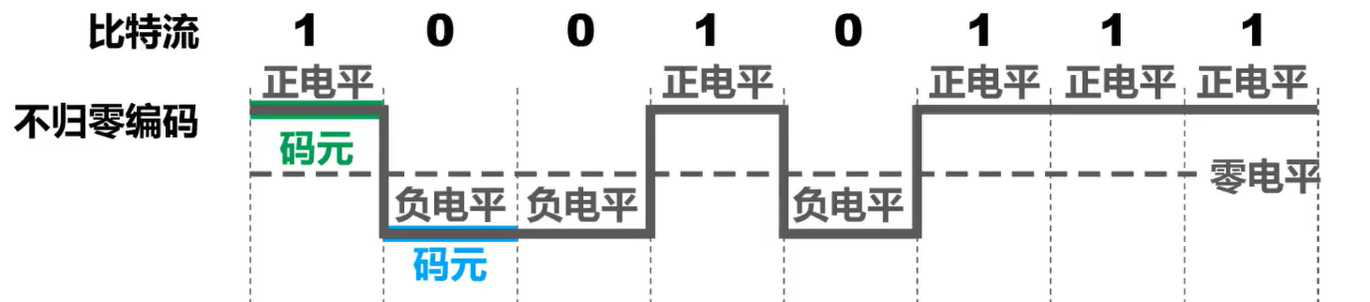 比特流 1 0 0 1 0 1 1 1
正电平 正电平 正电平 正电平 正电平
不归零编码
码元
零电平
负电平 负电平 负电平
码元